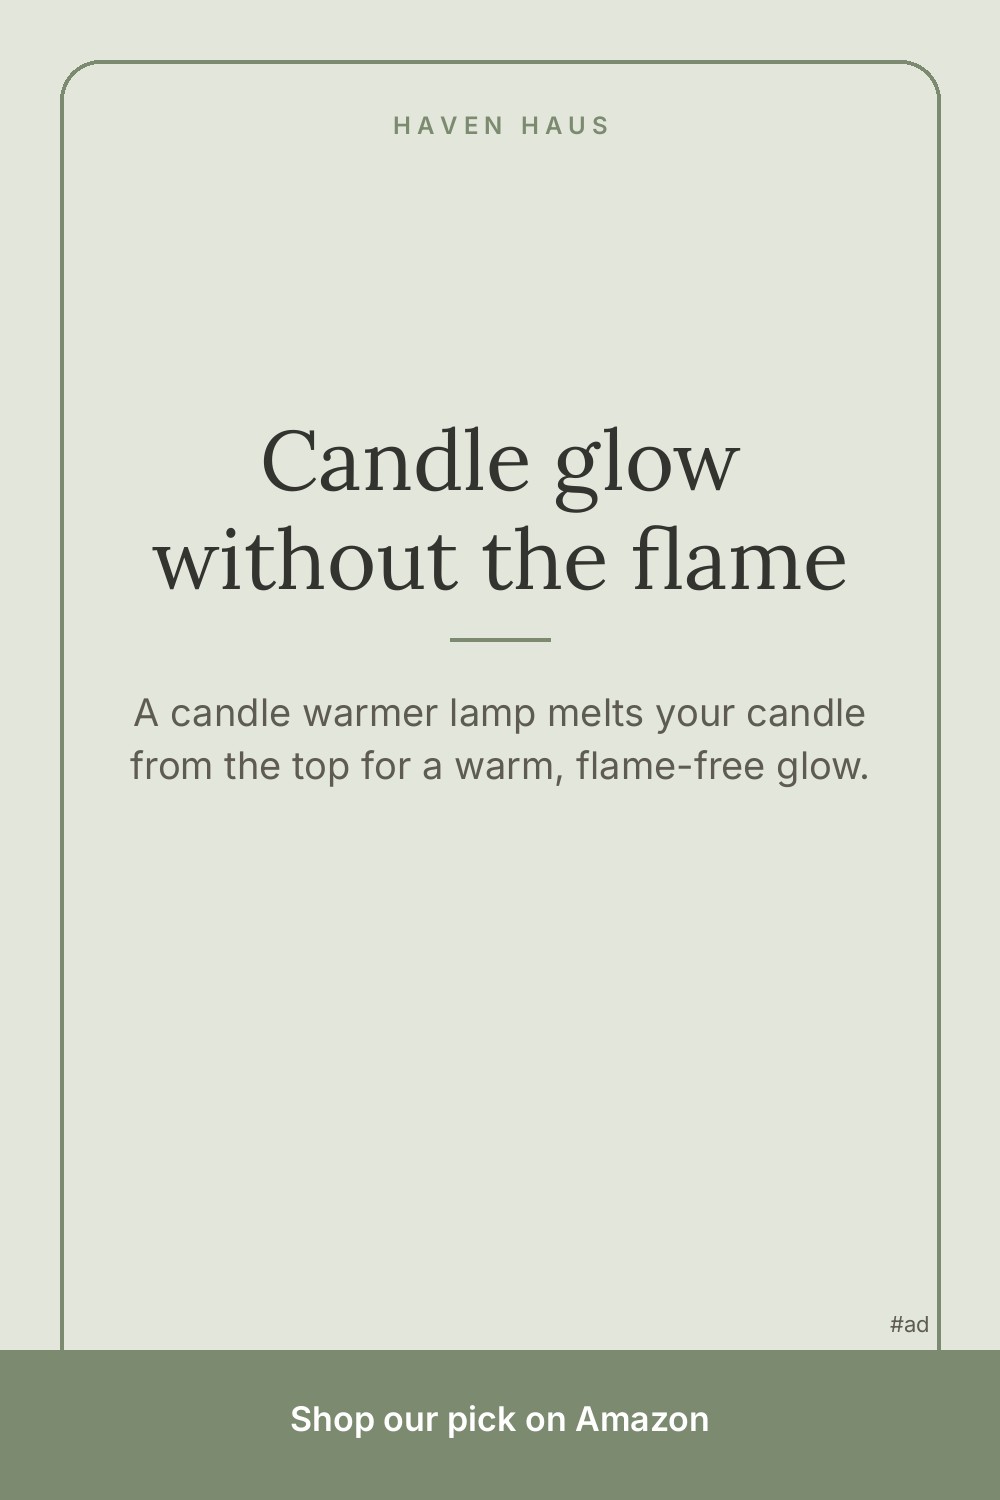 HAVEN HAUS
Candle glow
without the flame
A candle warmer lamp melts your candle
from the top for a warm, flame-free glow.
#ad
Shop our pick on Amazon